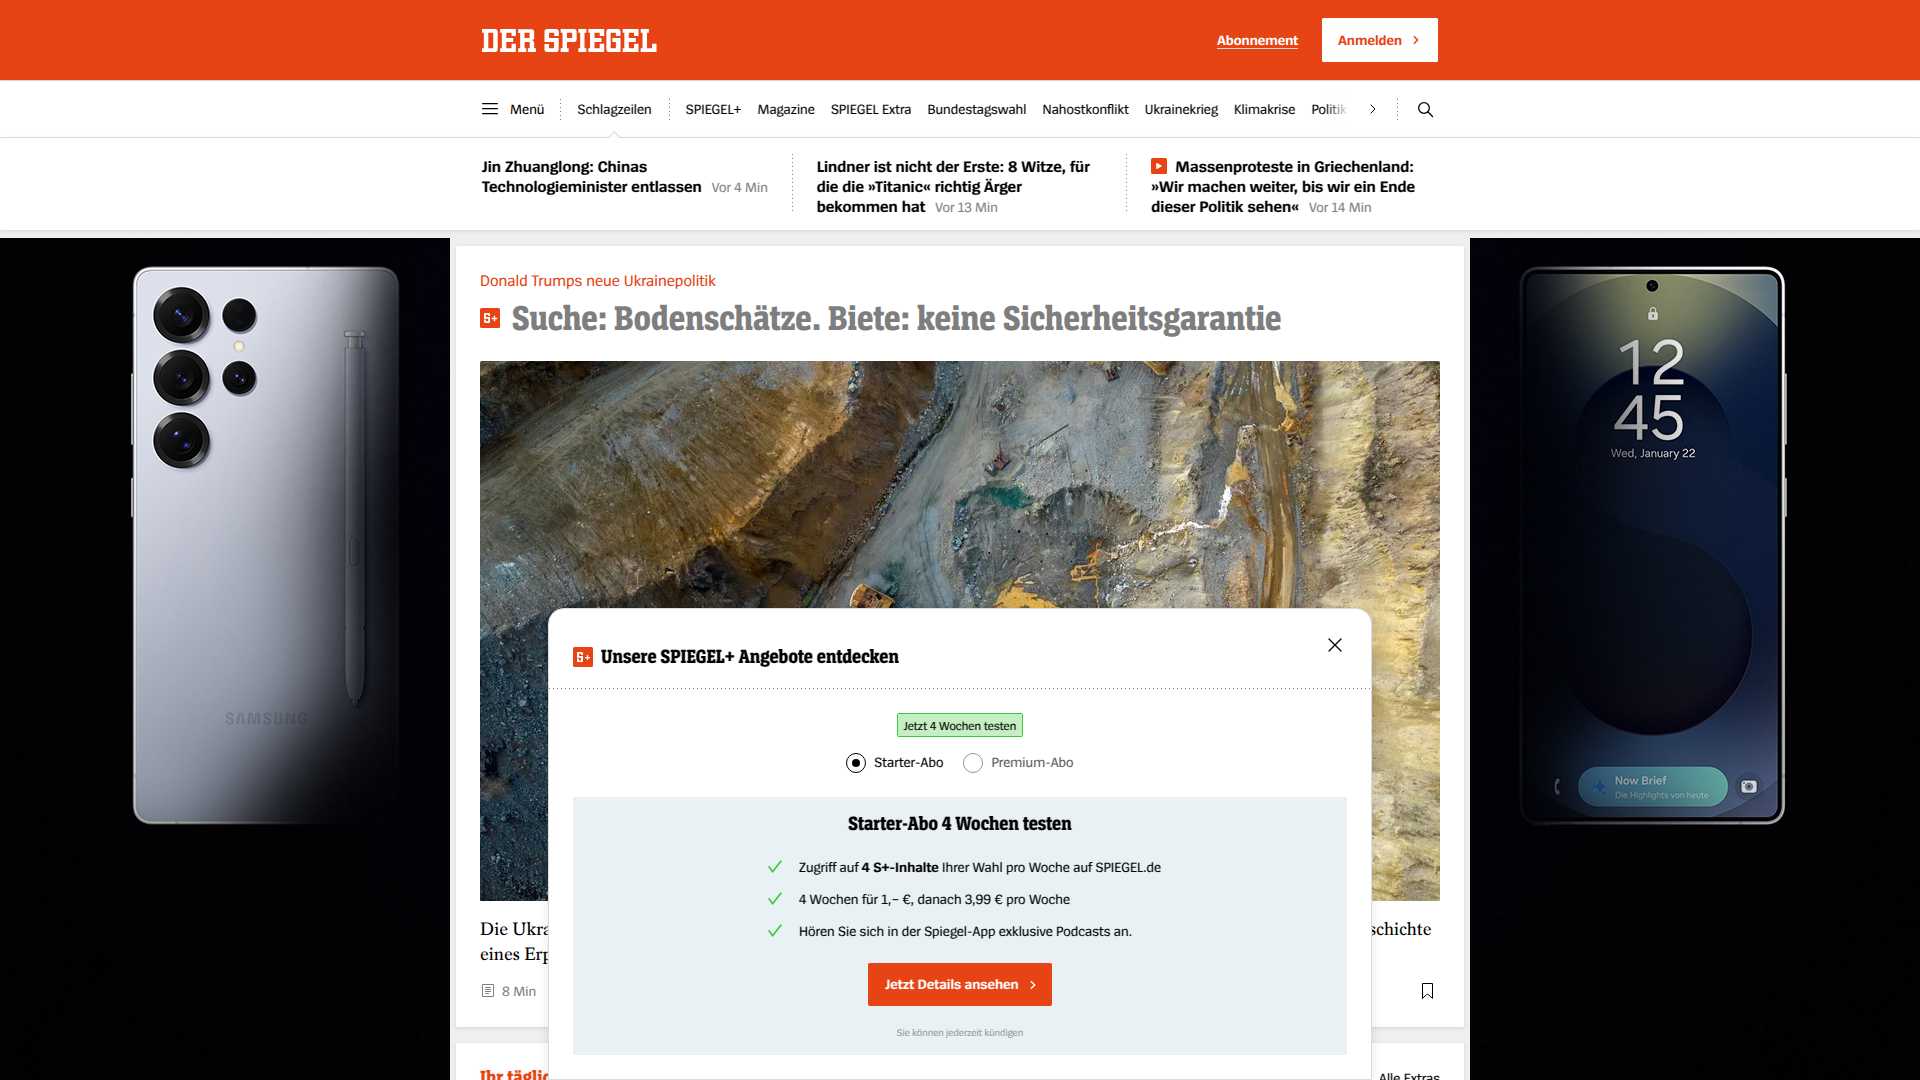 DER SPIEGEL
Abonnement
Anmelden
Menü
Schlagzeilen
SPIEGEL+
Magazine
SPIEGEL Extra
Bundestagswahl
Nahostkonflikt
Ukrainekrieg
Klimakrise
Politik
Jin Zhuanglong: Chinas
Technologieminister entlassen Vor 4 Min
Lindner ist nicht der Erste: 8 Witze, für
die die »Titanic« richtig Ärger
bekommen hat Vor 13 Min
Massenproteste in Griechenland:
»Wir machen weiter, bis wir ein Ende
dieser Politik sehen« Vor 14 Min
Donald Trumps neue Ukrainepolitik
S+ Suche: Bodenschätze. Biete: keine Sicherheitsgarantie
SAMSUNG
12
45
Wed, January 22
Now Brief
Die Highlights von heute
S+ Unsere SPIEGEL+ Angebote entdecken
Jetzt 4 Wochen testen
Starter-Abo
Premium-Abo
Starter-Abo 4 Wochen testen
Zugriff auf 4 S+-Inhalte Ihrer Wahl pro Woche auf SPIEGEL.de
4 Wochen für 1,– €, danach 3,99 € pro Woche
Hören Sie sich in der Spiegel-App exklusive Podcasts an.
Jetzt Details ansehen
Sie können jederzeit kündigen
Die Ukra
schichte
eines Erp
8 Min
Ihr täglic
Alle Extras